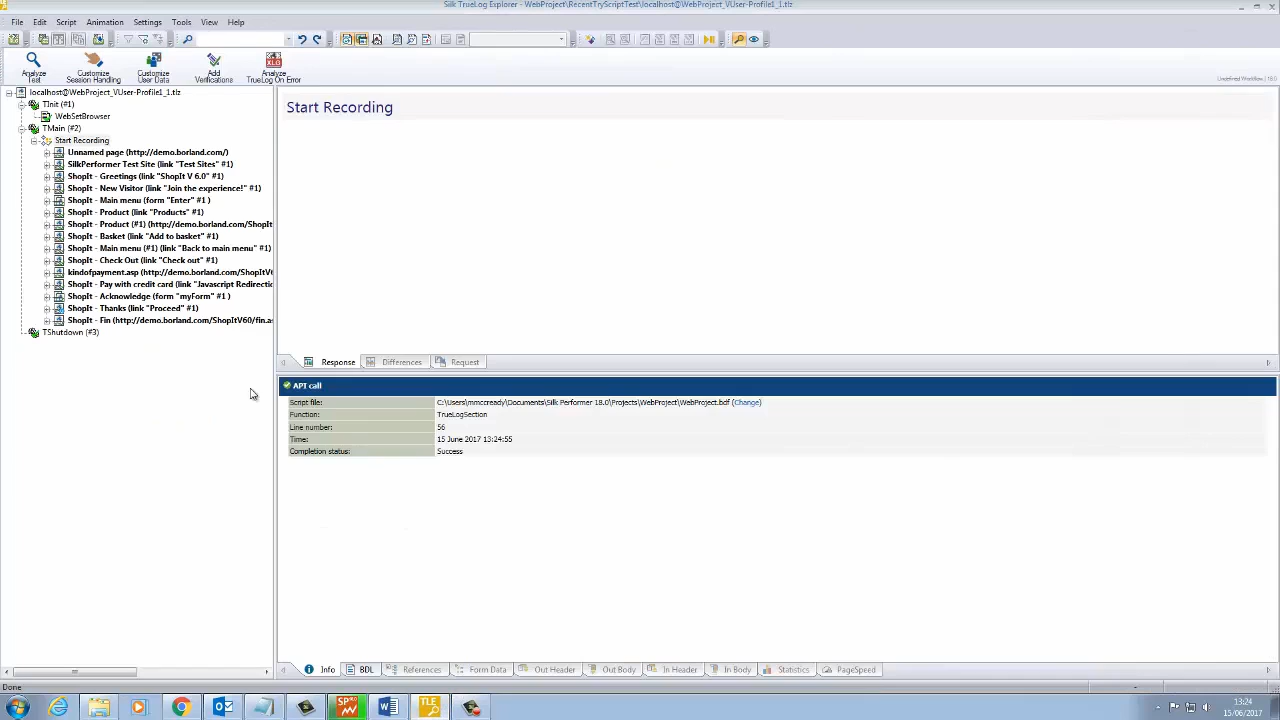 Silk TrueLog Explorer - WebProject\RecentTryScriptTest\localhost@WebProject_VUser-Profile1_1.tlz
File Edit Script Animation Settings Tools View Help
Analyze Test
Customize Session Handling
Customize User Data
Add Verifications
XLG
Analyze TrueLog On Error
Undefined Workflow / 18.0
localhost@WebProject_VUser-Profile1_1.tlz
TInit (#1)
WebSetBrowser
TMain (#2)
Start Recording
Unnamed page (http://demo.borland.com/)
SilkPerformer Test Site (link "Test Sites" #1)
ShopIt - Greetings (link "ShopIt V 6.0" #1)
ShopIt - New Visitor (link "Join the experience!" #1)
ShopIt - Main menu (form "Enter" #1 )
ShopIt - Product (link "Products" #1)
ShopIt - Product (#1) (http://demo.borland.com/ShopIt
ShopIt - Basket (link "Add to basket" #1)
ShopIt - Main menu (#1) (link "Back to main menu" #1)
ShopIt - Check Out (link "Check out" #1)
kindofpayment.asp (http://demo.borland.com/ShopItV6
ShopIt - Pay with credit card (link "Javascript Redirectio
ShopIt - Acknowledge (form "myForm" #1 )
ShopIt - Thanks (link "Proceed" #1)
ShopIt - Fin (http://demo.borland.com/ShopItV60/fin.as
TShutdown (#3)
Start Recording
Response Differences Request
API call
Script file: C:\Users\mmccready\Documents\Silk Performer 18.0\Projects\WebProject\WebProject.bdf (Change)
Function: TrueLogSection
Line number: 56
Time: 15 June 2017 13:24:55
Completion status: Success
Info BDL References Form Data Out Header Out Body In Header In Body Statistics PageSpeed
Done
SP
TLE
13:24
15/06/2017